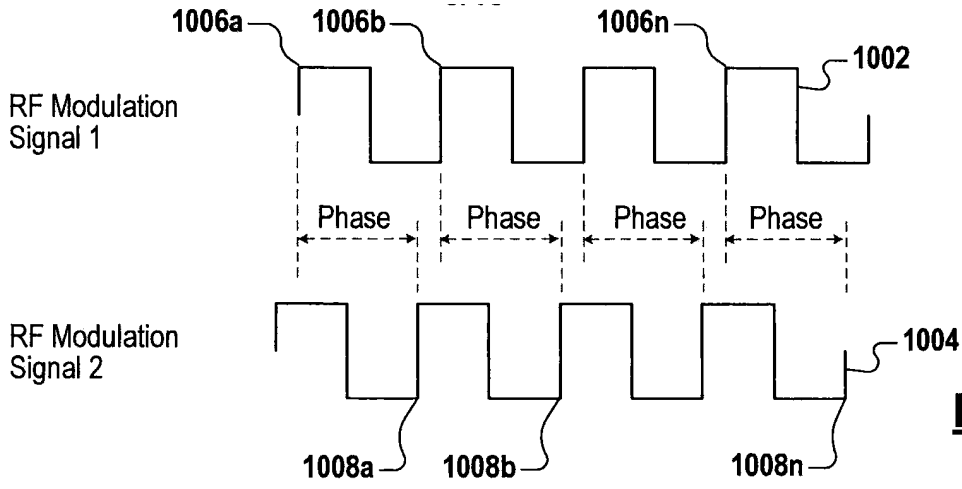 1006a
1006b
1006n
1002
RF Modulation
Signal 1
Phase
Phase
Phase
Phase
RF Modulation
Signal 2
1004
1008a
1008b
1008n